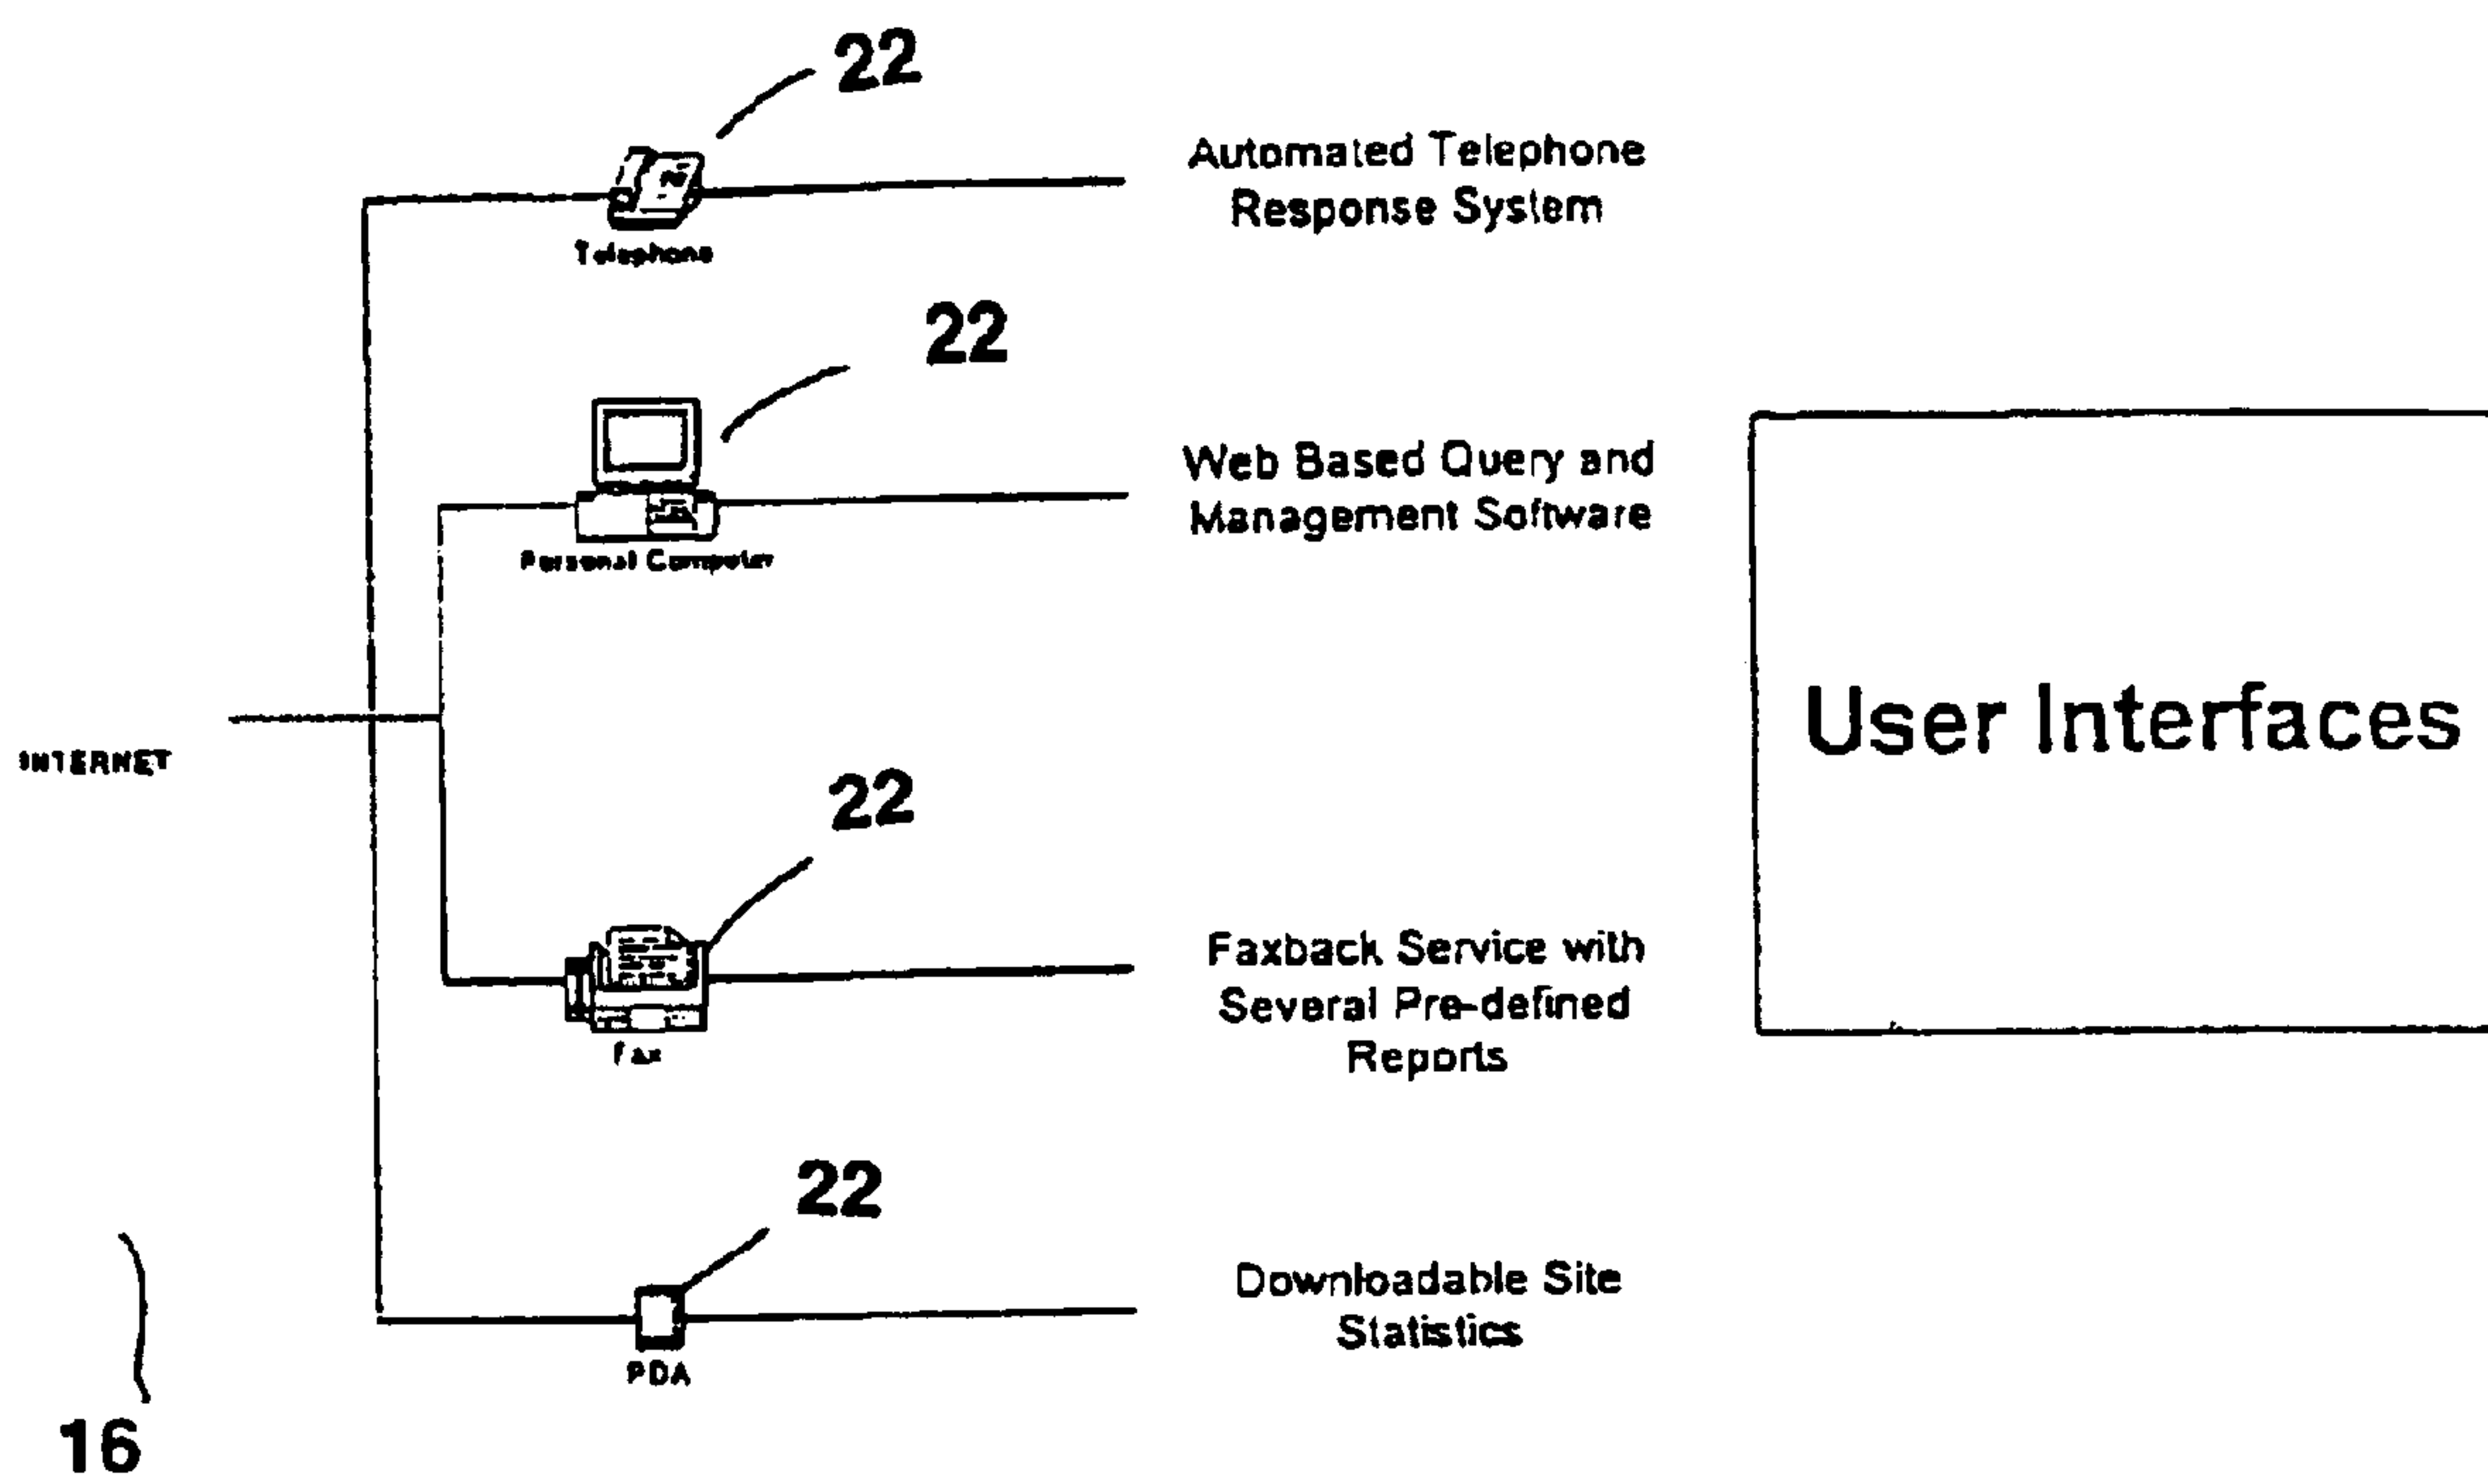 22
Automated Telephone
Response System
Telephone
22
Web Based Query and
Management Software
Personal Computer
User Interfaces
INTERNET
22
Faxback Service with
Several Pre-defined
Reports
Fax
22
Downloadable Site
Statistics
PDA
16